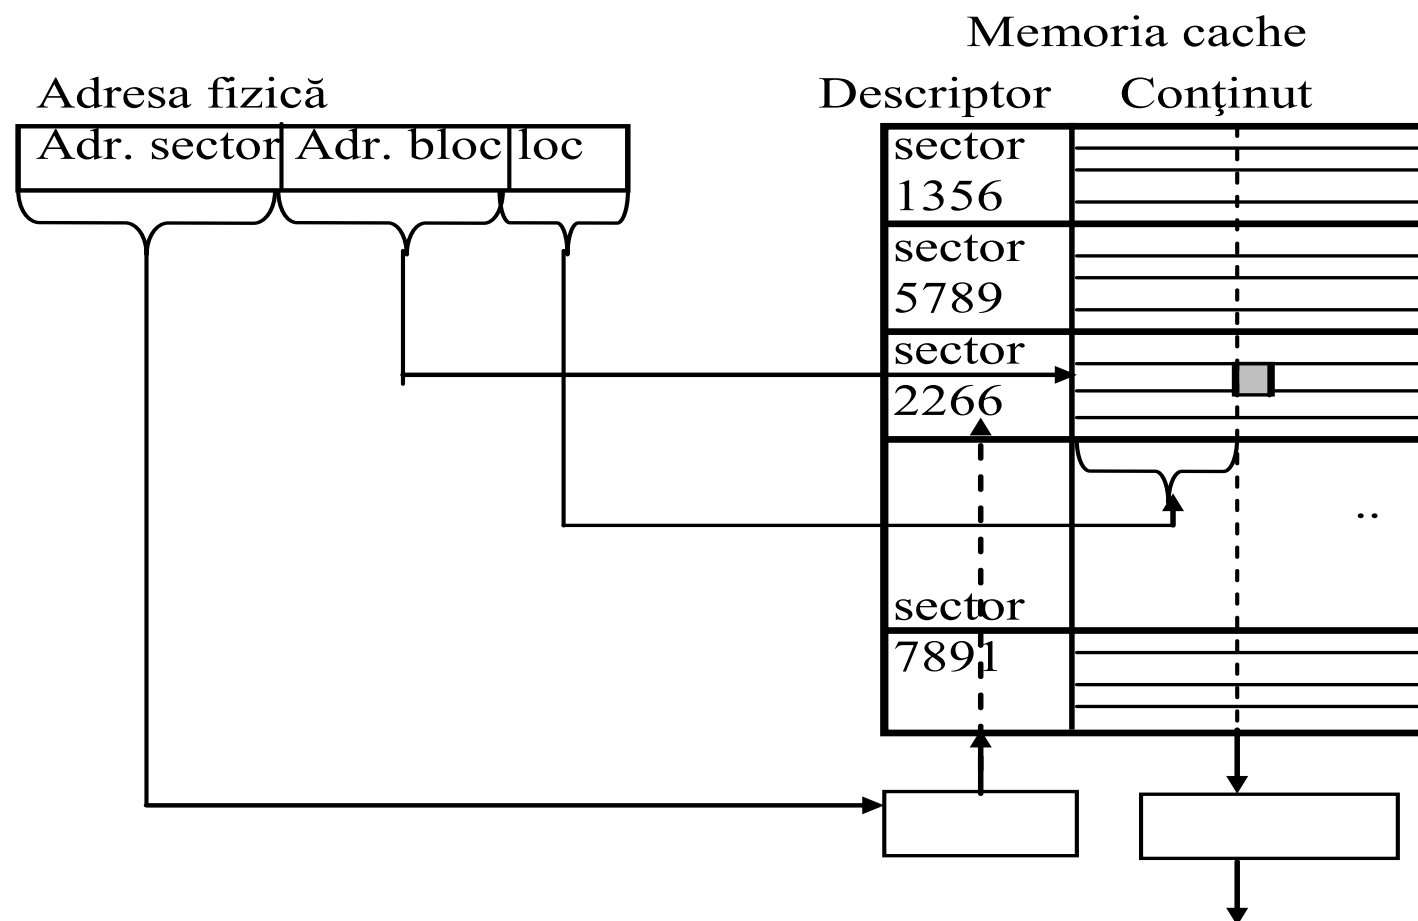 Memoria cache
Adresa fizică
Descriptor
Conţinut
Adr. sector
Adr. bloc
loc
sector
1356
sector
5789
sector
2266
..
sector
7891